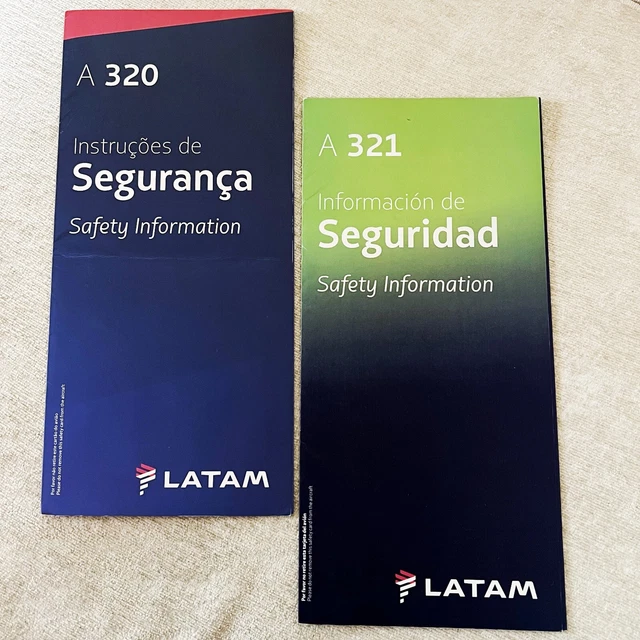 A 320
Instruções de
Segurança
Safety Information
Por favor não retire este cartão do avião
Please do not remove this safety card from the aircraft
LATAM
A 321
Información de
Seguridad
Safety Information
Por favor no retire esta tarjeta del avión
Please do not remove this safety card from the aircraft
LATAM